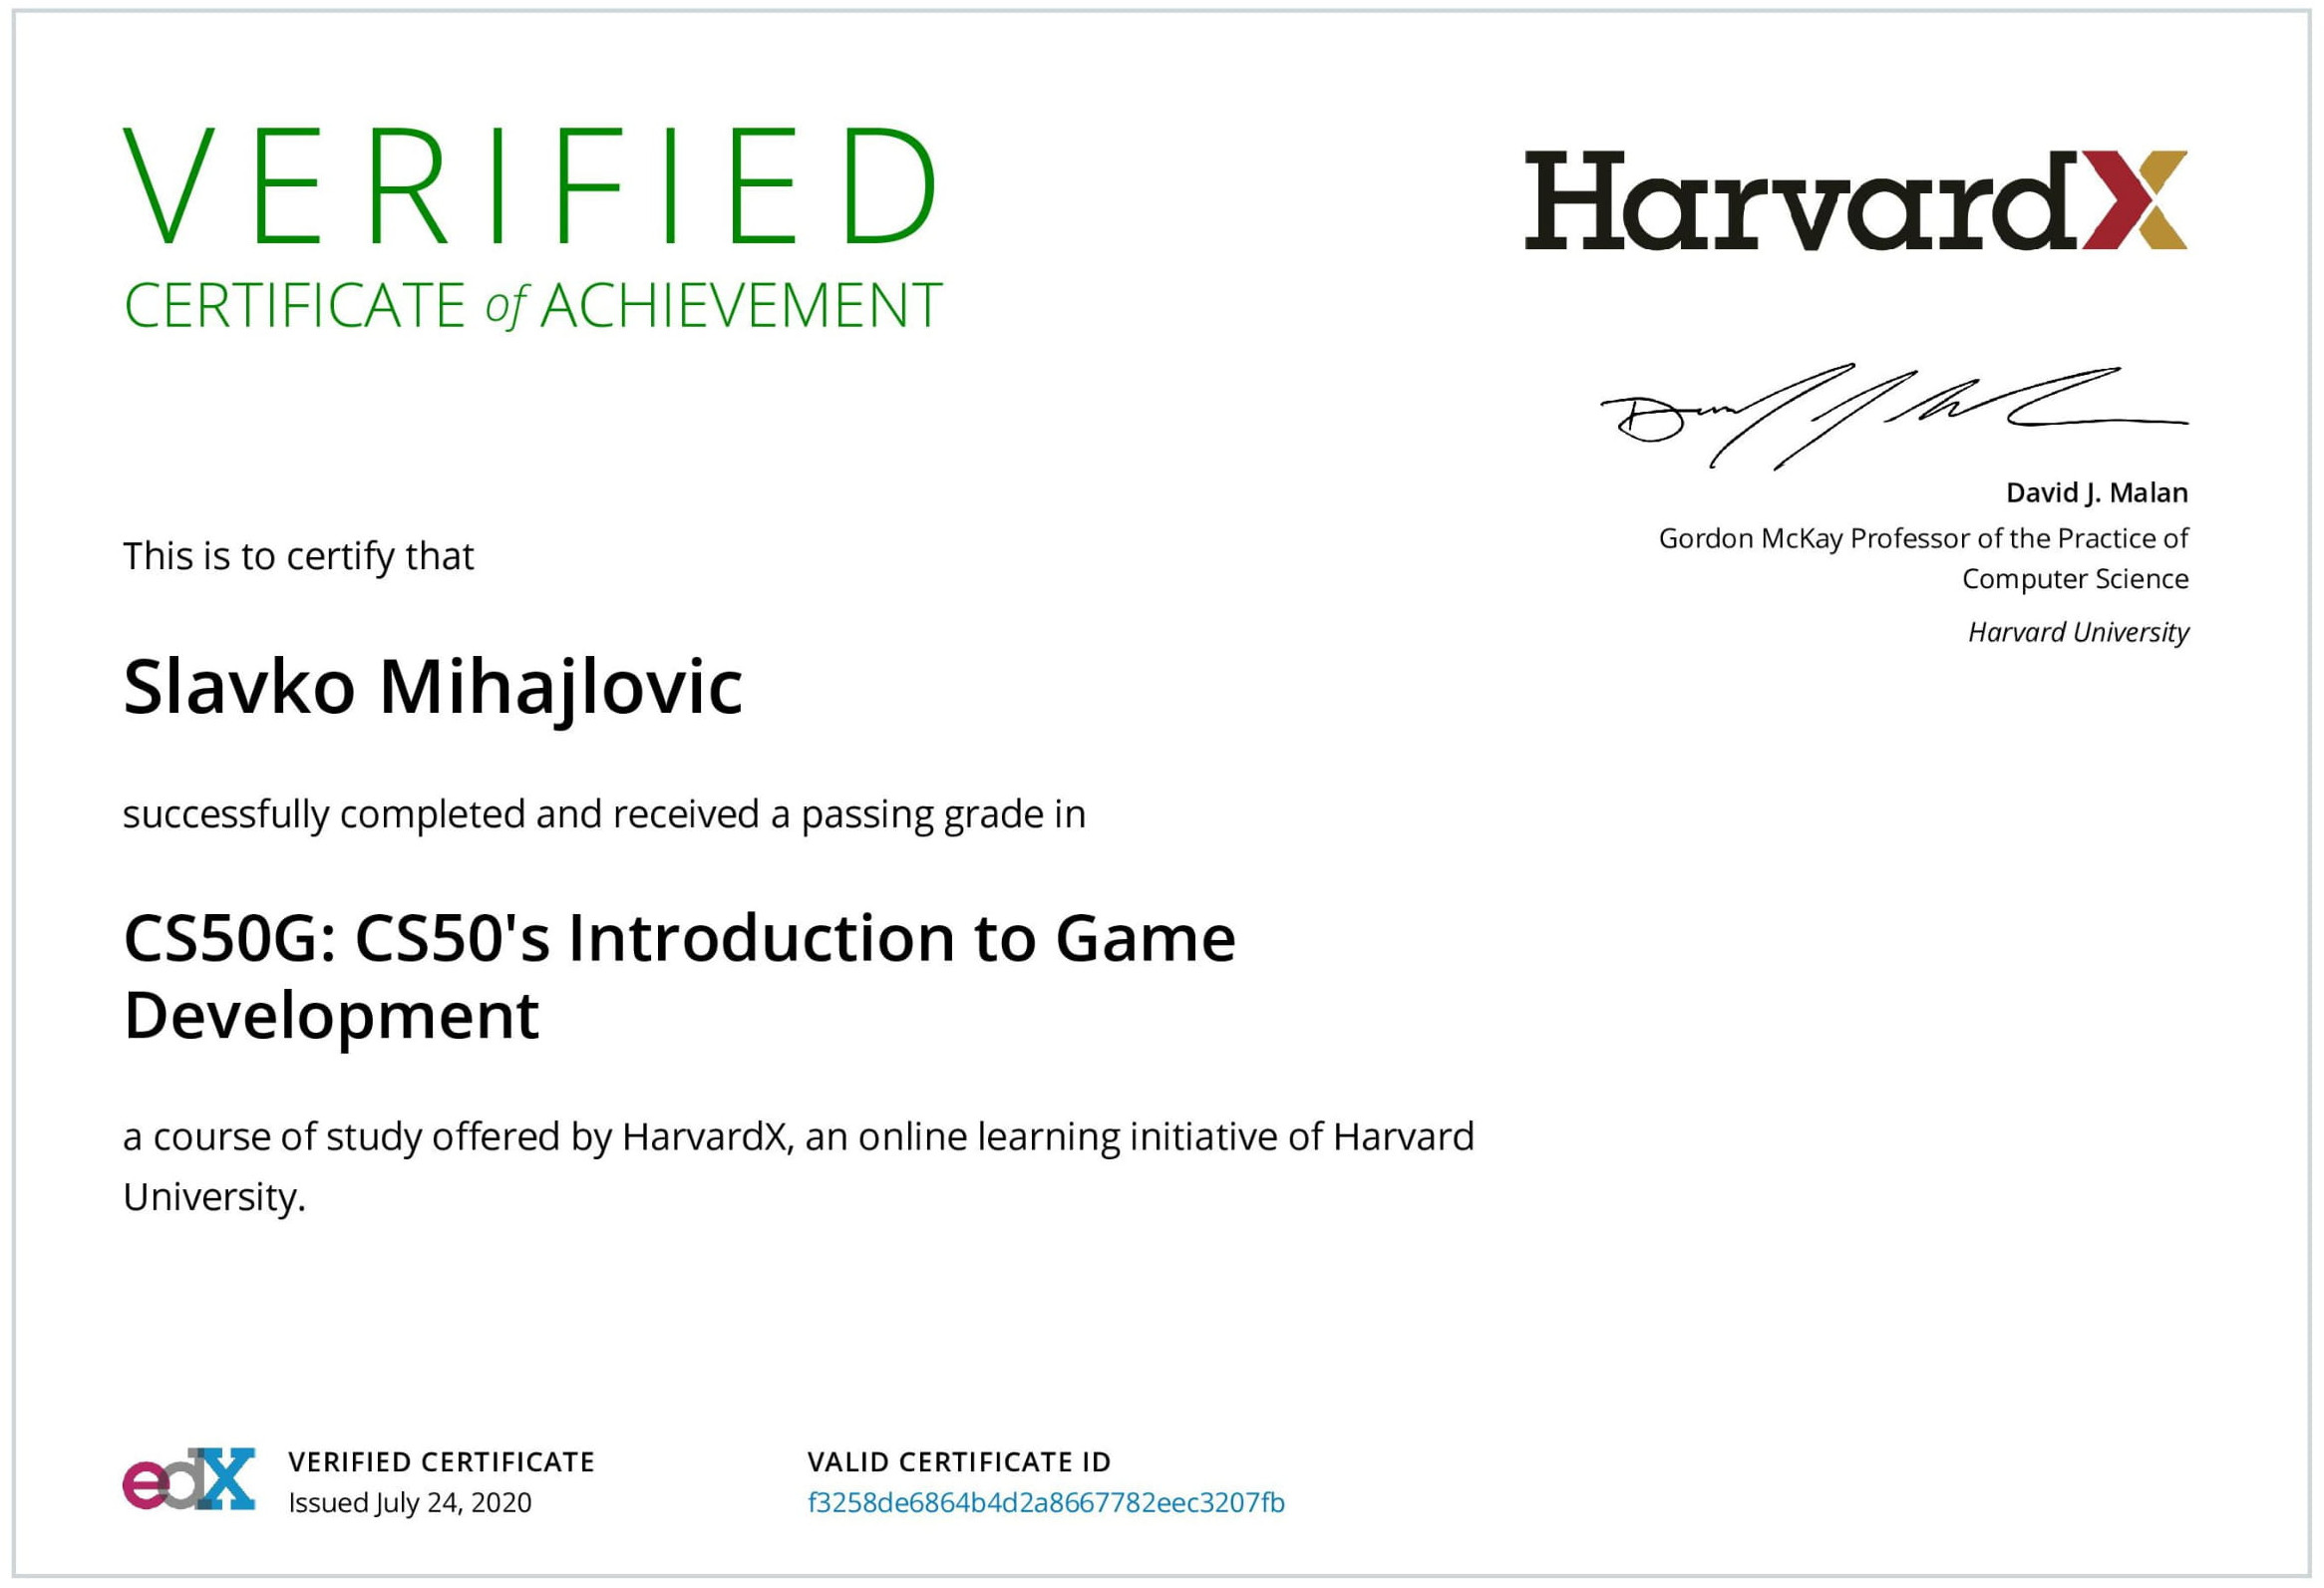 VERIFIED
CERTIFICATE of ACHIEVEMENT
HarvardX
David J. Malan
Gordon McKay Professor of the Practice of
Computer Science
Harvard University
This is to certify that
Slavko Mihajlovic
successfully completed and received a passing grade in
CS50G: CS50's Introduction to Game
Development
a course of study offered by HarvardX, an online learning initiative of Harvard
University.
edX
VERIFIED CERTIFICATE
Issued July 24, 2020
VALID CERTIFICATE ID
f3258de6864b4d2a8667782eec3207fb